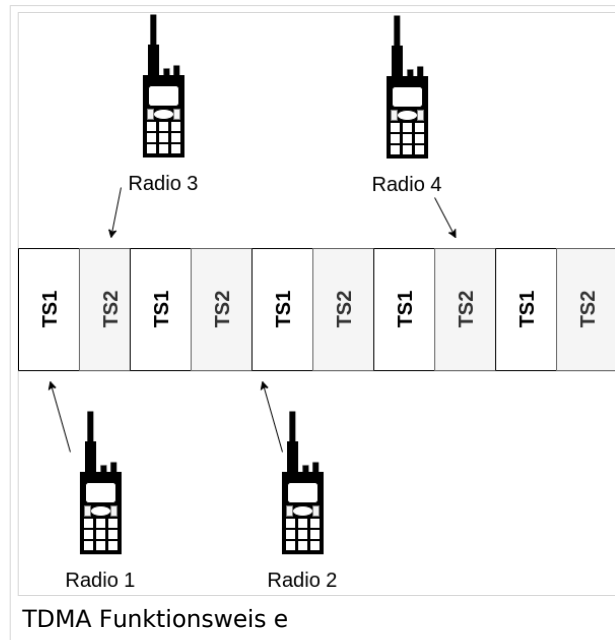 Radio 3
Radio 4
TS1 TS2 TS1 TS2 TS1 TS2 TS1 TS2 TS1 TS2
Radio 1
Radio 2
TDMA Funktionsweis e